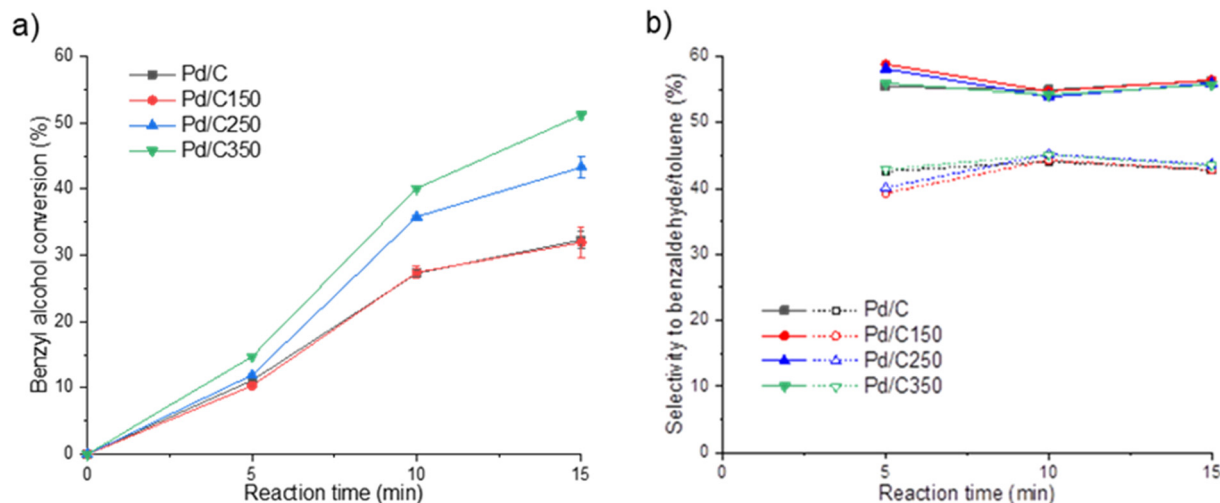 a)
60
50
40
30
20
10
0
Benzyl alcohol conversion (%)
Pd/C
Pd/C150
Pd/C250
Pd/C350
0 5 10 15
Reaction time (min)
b)
60
50
40
30
20
10
0
Selectivity to benzaldehyde/toluene (%)
Pd/C
Pd/C150
Pd/C250
Pd/C350
0 5 10 15
Reaction time (min)